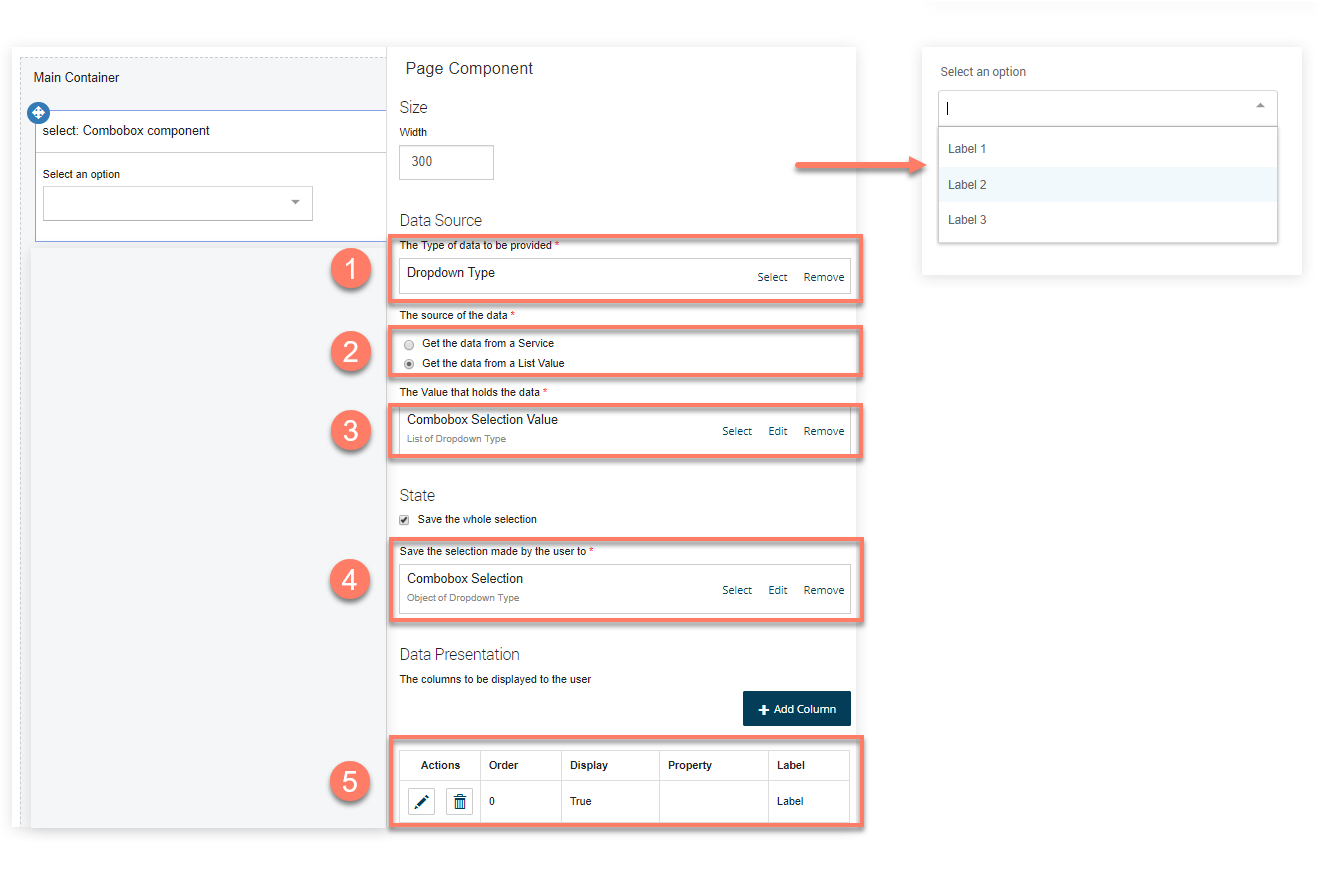 Main Container
select: Combobox component
Select an option
Page Component
Size
Width
300
Data Source
1
The Type of data to be provided *
Dropdown Type
Select Remove
The source of the data *
2
Get the data from a Service
Get the data from a List Value
The Value that holds the data *
3
Combobox Selection Value
List of Dropdown Type
Select Edit Remove
State
Save the whole selection
4
Save the selection made by the user to *
Combobox Selection
Object of Dropdown Type
Select Edit Remove
Data Presentation
The columns to be displayed to the user
+ Add Column
5
Actions Order Display Property Label
0 True Label
Select an option
Label 1
Label 2
Label 3